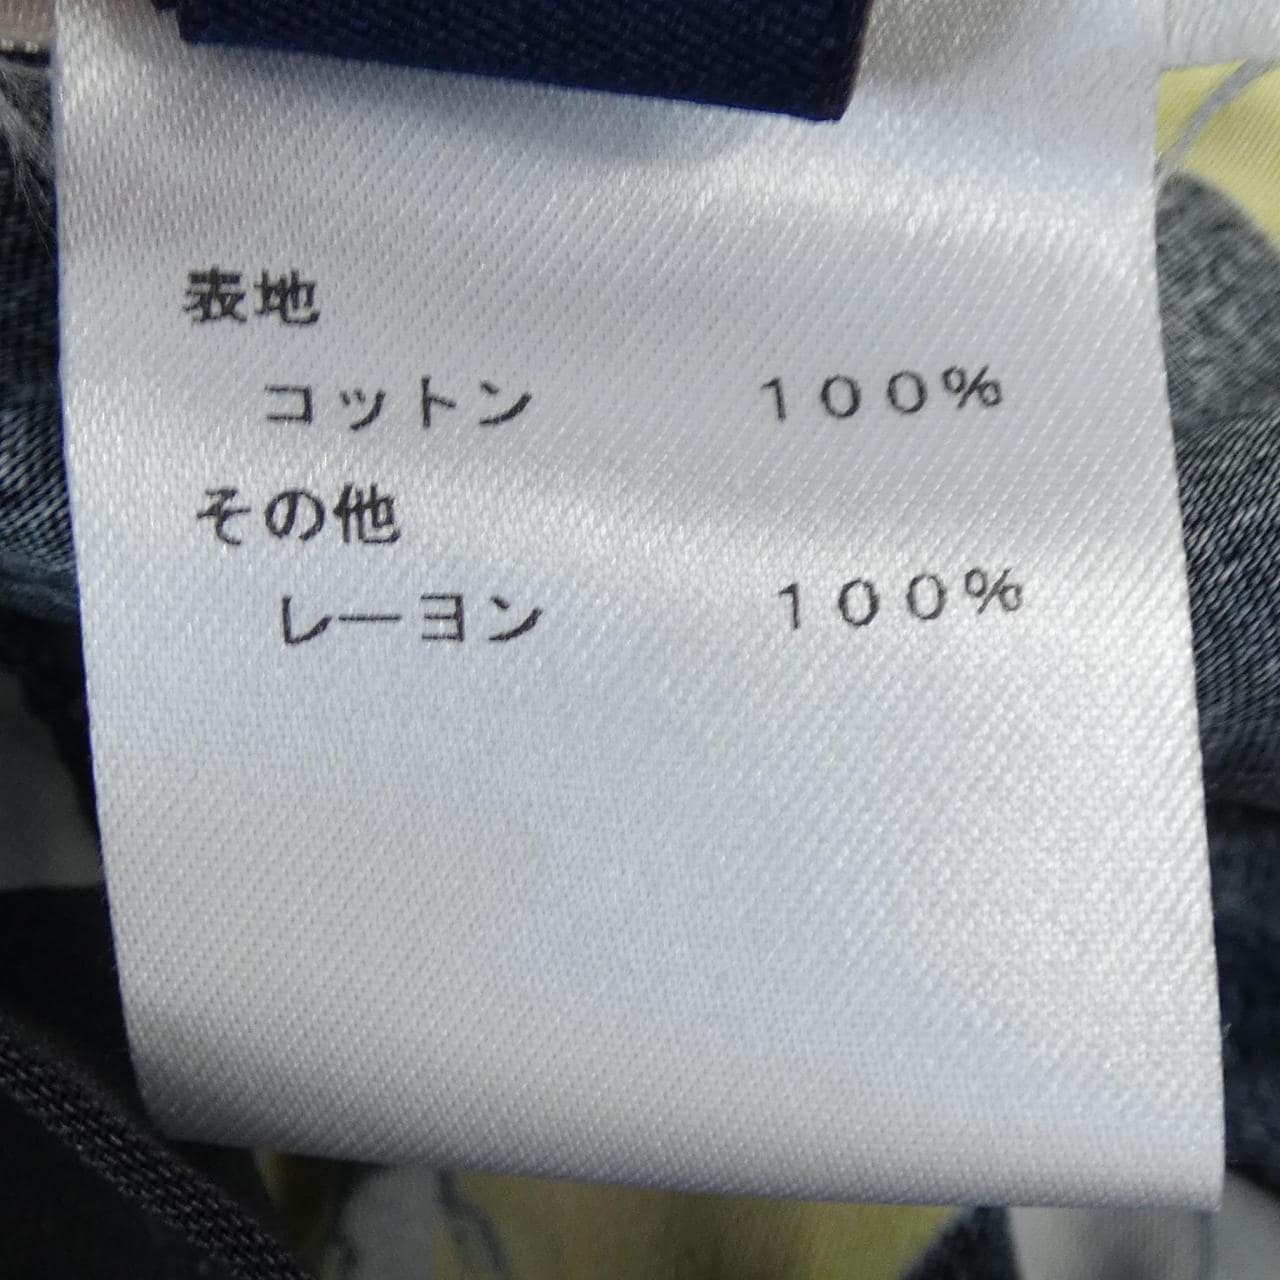 表地
コットン １００％
その他
レーヨン １００％